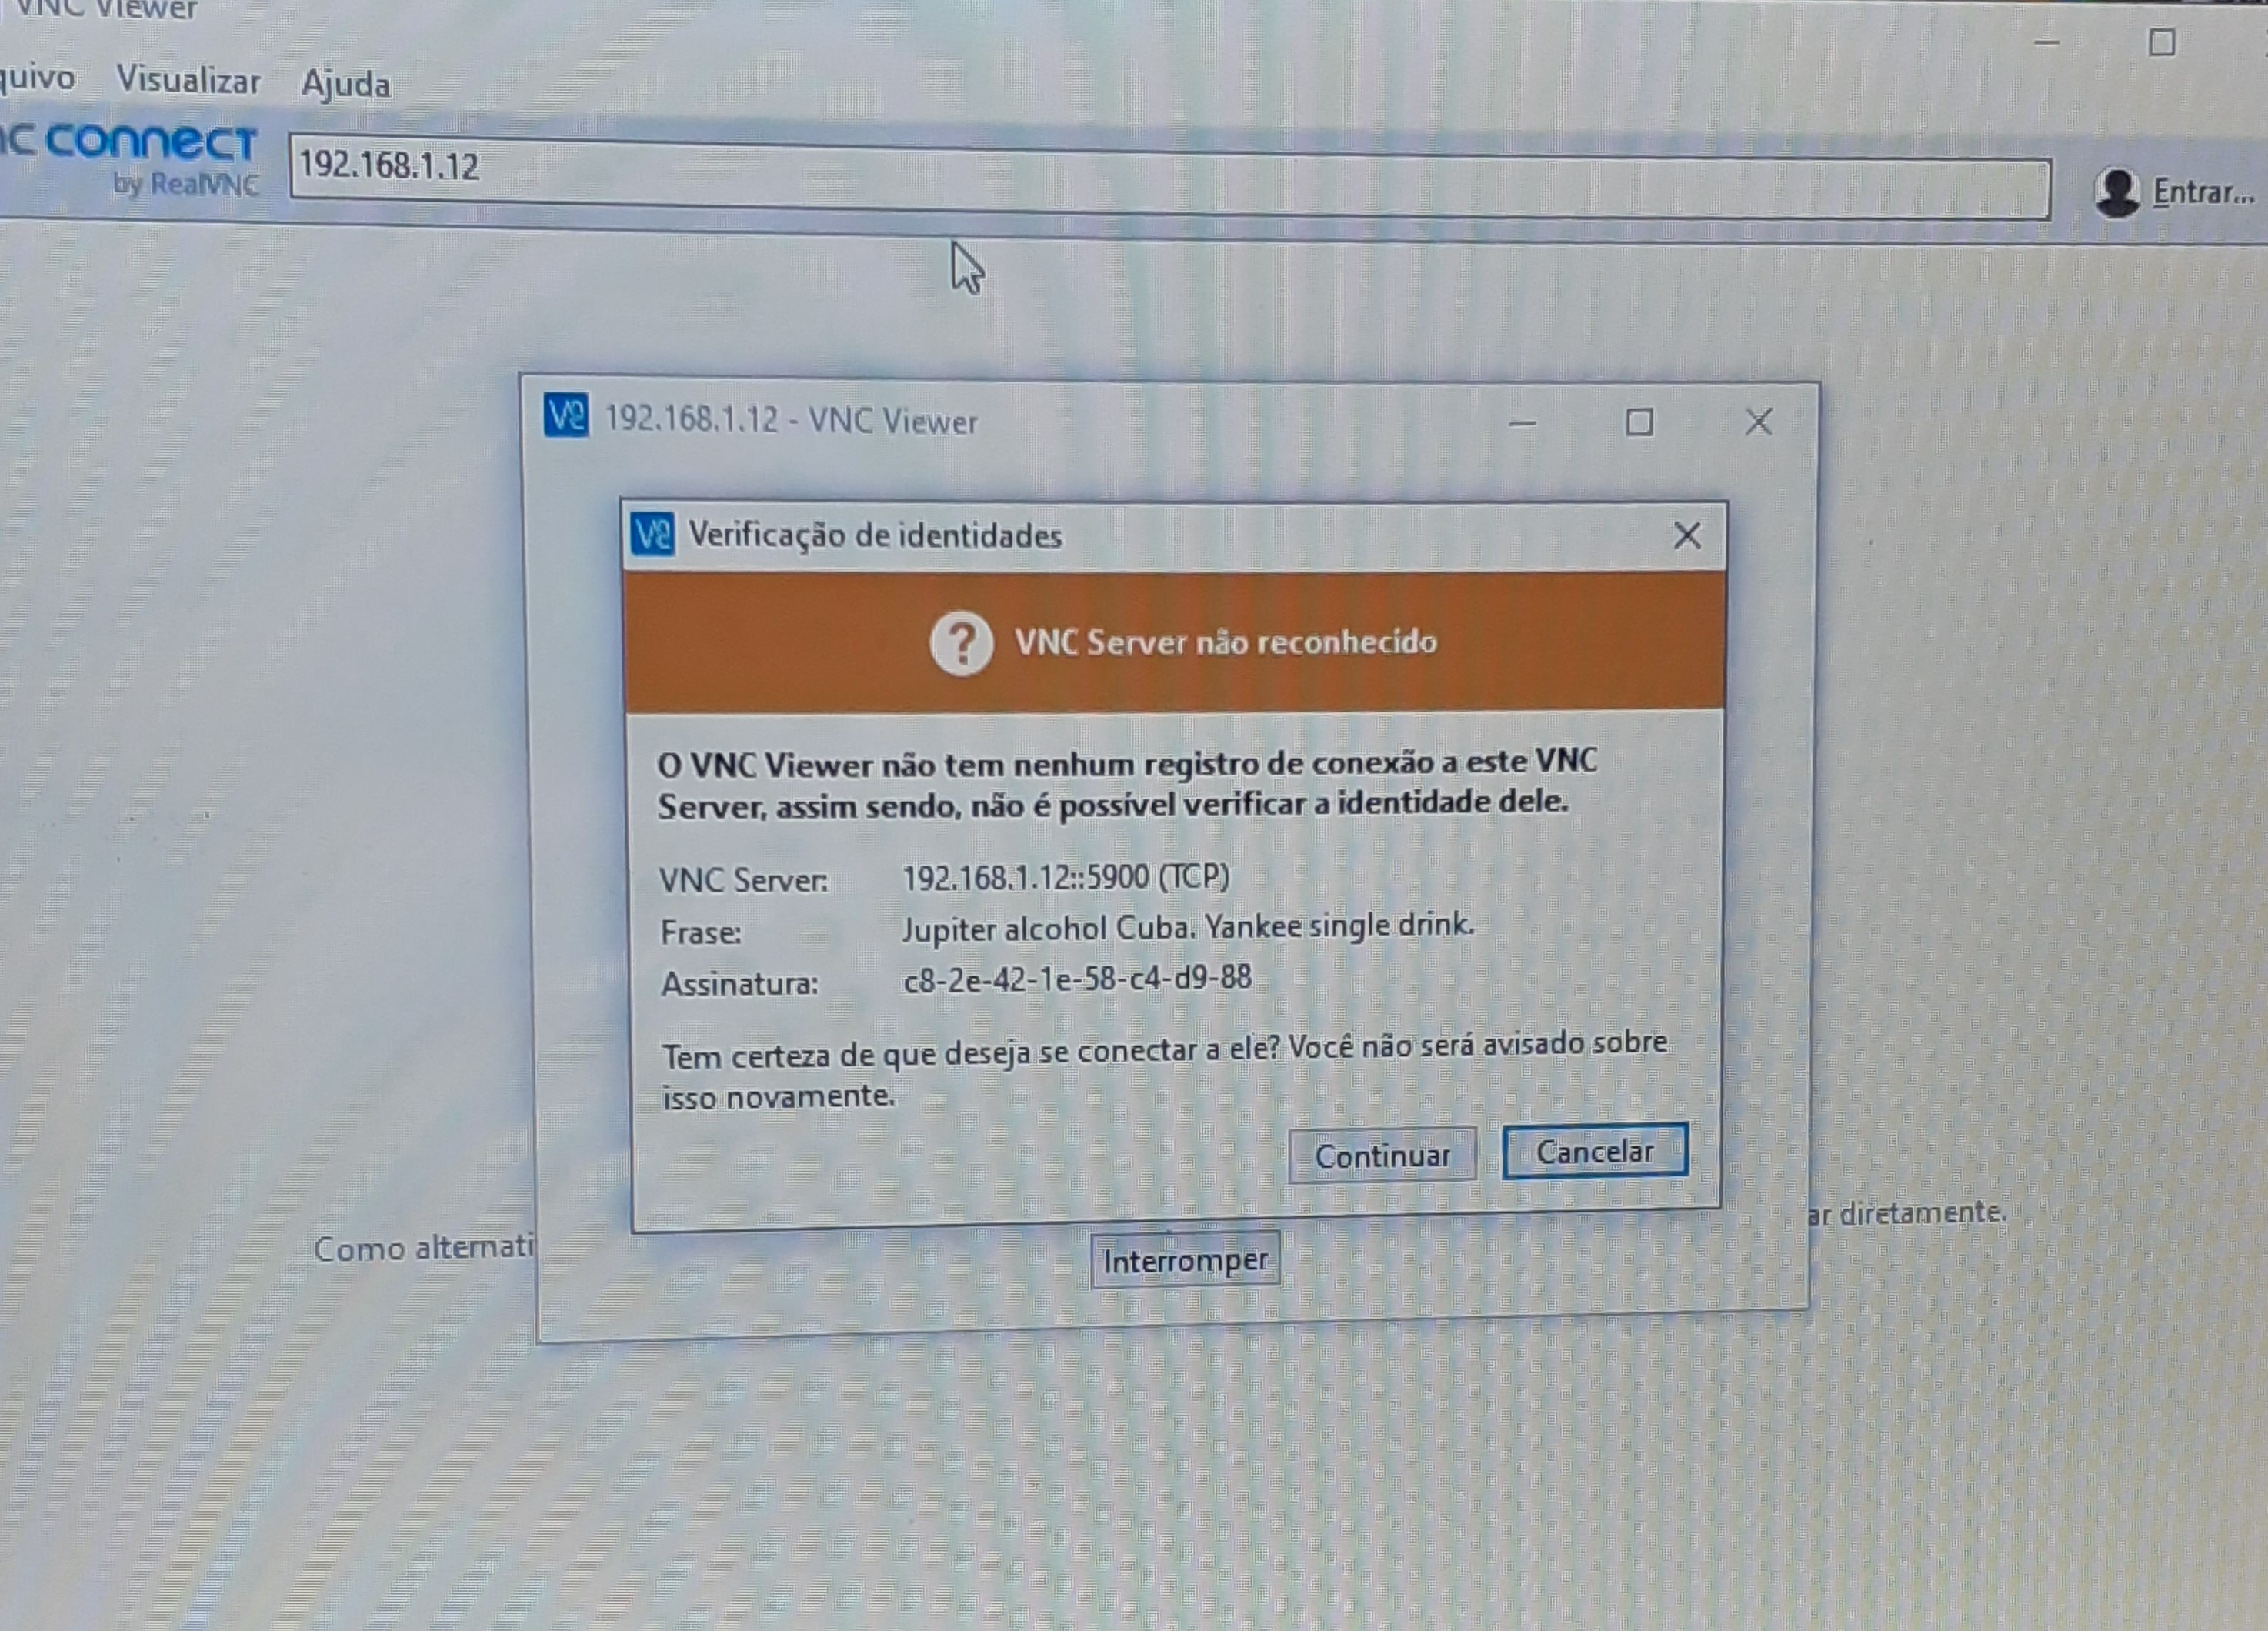 VNC Viewer
quivo Visualizar Ajuda
NC CONNECT
by RealVNC
192.168.1.12
Entrar...
V2 192.168.1.12 - VNC Viewer
V2 Verificação de identidades
? VNC Server não reconhecido
O VNC Viewer não tem nenhum registro de conexão a este VNC
Server, assim sendo, não é possível verificar a identidade dele.
VNC Server: 192.168.1.12::5900 (TCP)
Frase: Jupiter alcohol Cuba. Yankee single drink.
Assinatura: c8-2e-42-1e-58-c4-d9-88
Tem certeza de que deseja se conectar a ele? Você não será avisado sobre
isso novamente.
Continuar Cancelar
Como alternati ar diretamente.
Interromper